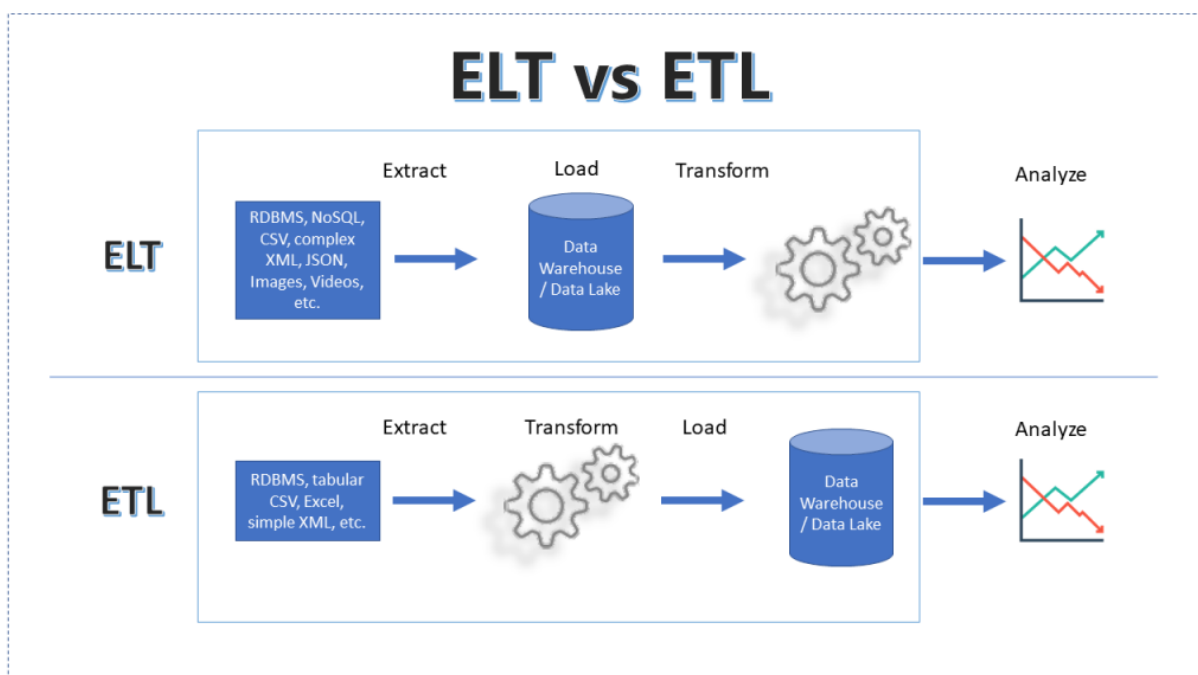 ELT vs ETL
Extract
Load
Transform
Analyze
ELT
RDBMS, NoSQL,
CSV, complex
XML, JSON,
Images, Videos,
etc.
Data
Warehouse
/ Data Lake
Extract
Transform
Load
Analyze
ETL
RDBMS, tabular
CSV, Excel,
simple XML, etc.
Data
Warehouse
/ Data Lake